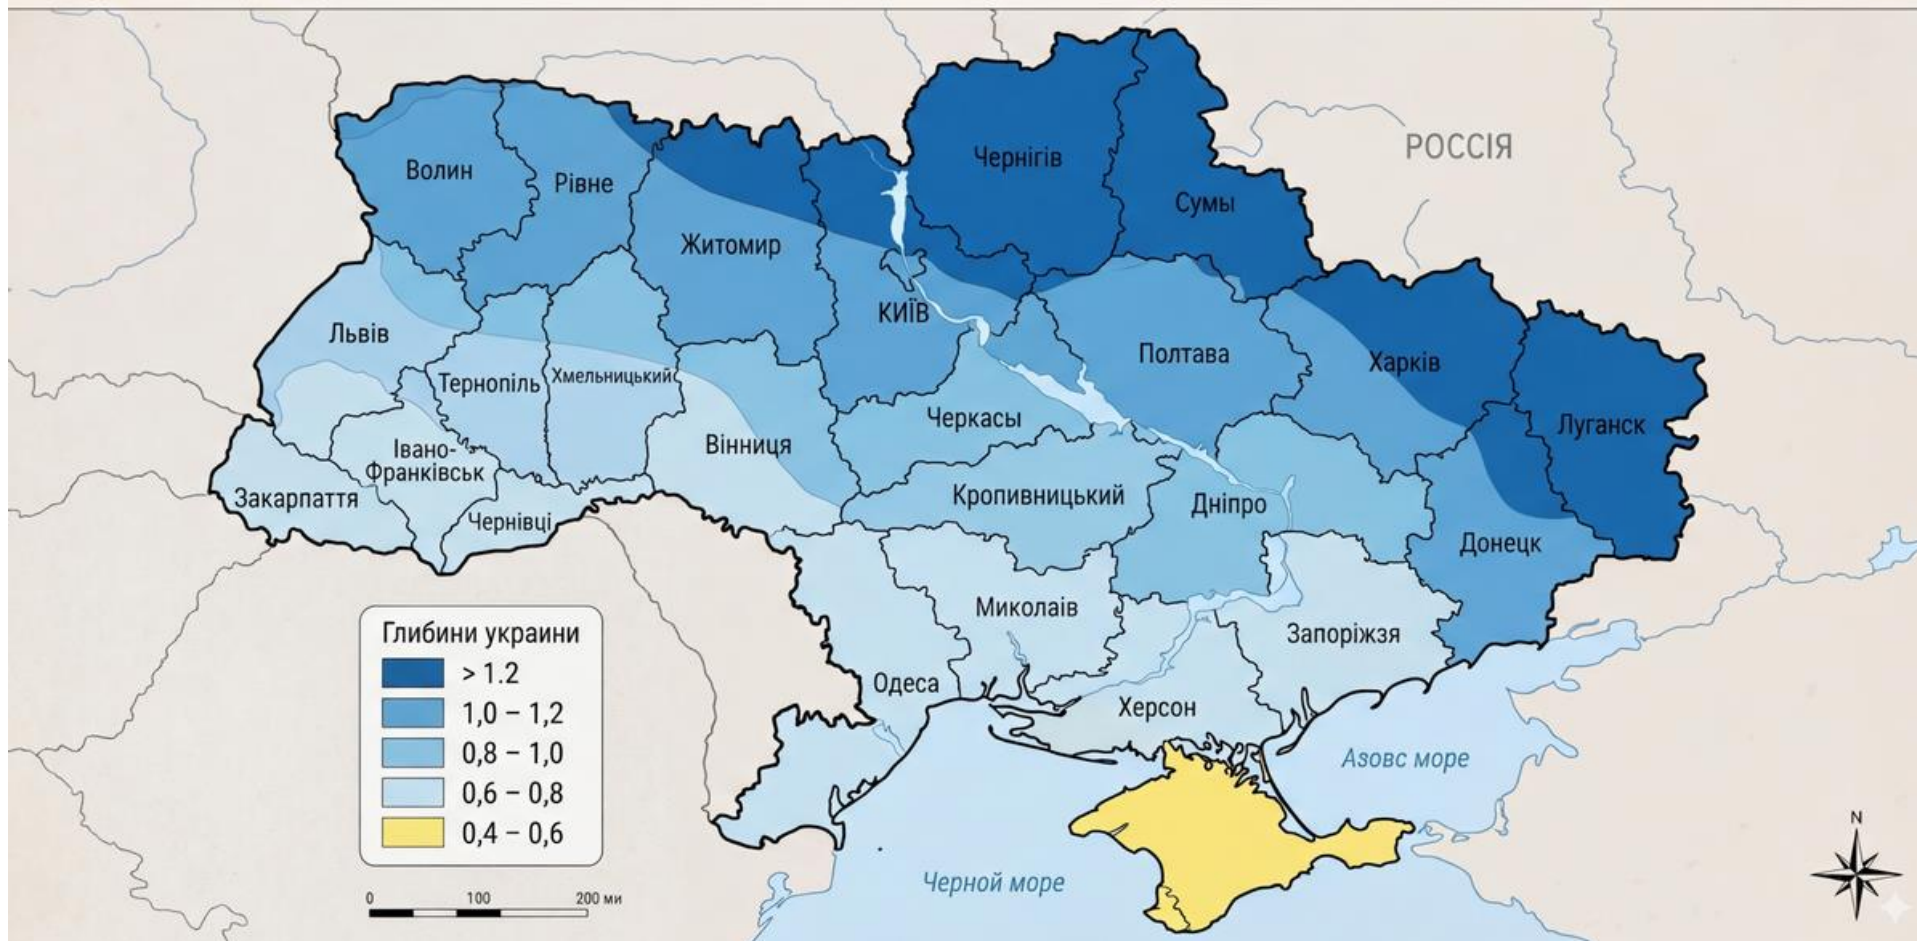 Чернігів
РОССІЯ
Волин
Рівне
Сумы
Житомир
КИЇВ
Львів
Полтава
Харків
Тернопіль
Хмельницький
Черкасы
Луганск
Вінниця
Івано-
Франківськ
Закарпаття
Кропивницький
Дніпро
Чернівці
Донецк
Миколаів
Запоріжзя
Одеса
Херсон
Азовс море
Черной море
Глибини украини
> 1.2
1,0 – 1,2
0,8 – 1,0
0,6 – 0,8
0,4 – 0,6
0 100 200 ми
N